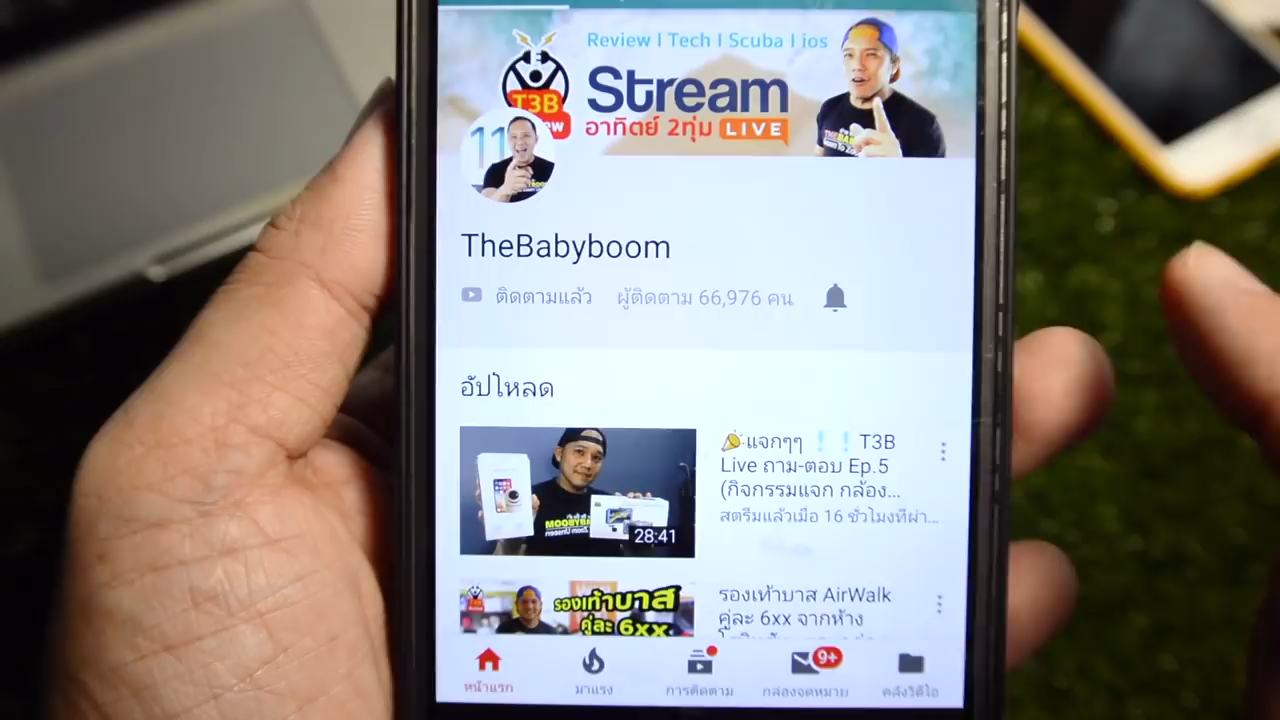 Review | Tech | Scuba | ios
T3B
Stream
อาทิตย์ 2ทุ่ม LIVE
11
TheBabyboom
ติดตามแล้ว ผู้ติดตาม 66,976 คน
อัปโหลด
แจกๆๆ ❕❕T3B
Live ถาม-ตอบ Ep.5
(กิจกรรมแจก กล้อง...
สตรีมแล้วเมื่อ 16 ชั่วโมงที่ผ่า...
28:41
รองเท้าบาส
คู่ละ 6xx
รองเท้าบาส AirWalk
คู่ละ 6xx จากห้าง
9+
หน้าแรก มาแรง การติดตาม กล่องจดหมาย คลังวิดีโอ